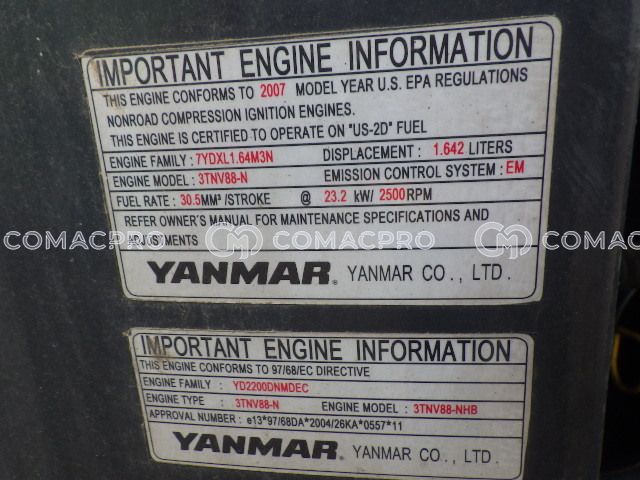 IMPORTANT ENGINE INFORMATION
THIS ENGINE CONFORMS TO 2007 MODEL YEAR U.S. EPA REGULATIONS
NONROAD COMPRESSION IGNITION ENGINES.
THIS ENGINE IS CERTIFIED TO OPERATE ON "US-2D" FUEL
ENGINE FAMILY : 7YDXL1.64M3N DISPLACEMENT : 1.642 LITERS
ENGINE MODEL : 3TNV88-N EMISSION CONTROL SYSTEM : EM
FUEL RATE : 30.5MM³ /STROKE @ 23.2 kW/ 2500RPM
REFER OWNER'S MANUAL FOR MAINTENANCE SPECIFICATIONS AND
ADJUSTMENTS
COMACPRO COMACPRO COMACPRO
YANMAR. YANMAR CO., LTD.
IMPORTANT ENGINE INFORMATION
THIS ENGINE CONFORMS TO 97/68/EC DIRECTIVE
ENGINE FAMILY : YD2200DNMDEC
ENGINE TYPE : 3TNV88-N ENGINE MODEL : 3TNV88-NHB
APPROVAL NUMBER : e13*97/68DA*2004/26KA*0557*11
YANMAR. YANMAR CO., LTD.